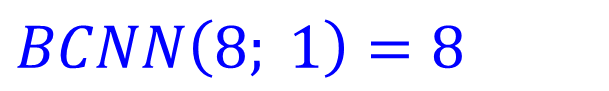 BCNN(8; 1) = 8